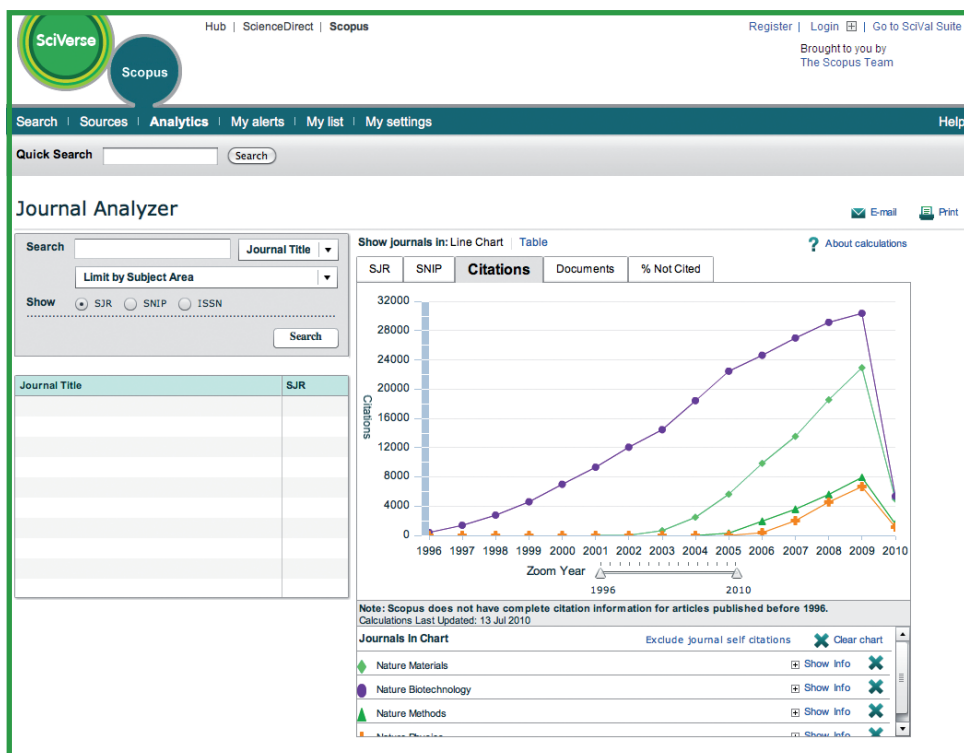 SciVerse
Scopus
Hub | ScienceDirect | Scopus
Register | Login | Go to SciVal Suite
Brought to you by
The Scopus Team
Search | Sources | Analytics | My alerts | My list | My settings
Help
Quick Search
Search
Journal Analyzer
E-mail
Print
Search
Journal Title
Limit by Subject Area
Show SJR SNIP ISSN
Search
Journal Title SJR
Show journals in: Line Chart | Table
? About calculations
SJR SNIP Citations Documents % Not Cited
Citations
32000
28000
24000
20000
16000
12000
8000
4000
0
1996 1997 1998 1999 2000 2001 2002 2003 2004 2005 2006 2007 2008 2009 2010
Zoom Year
1996 2010
Note: Scopus does not have complete citation information for articles published before 1996.
Calculations Last Updated: 13 Jul 2010
Journals In Chart Exclude journal self citations Clear chart
Nature Materials Show Info
Nature Biotechnology Show Info
Nature Methods Show Info
Nature Physics Show Info